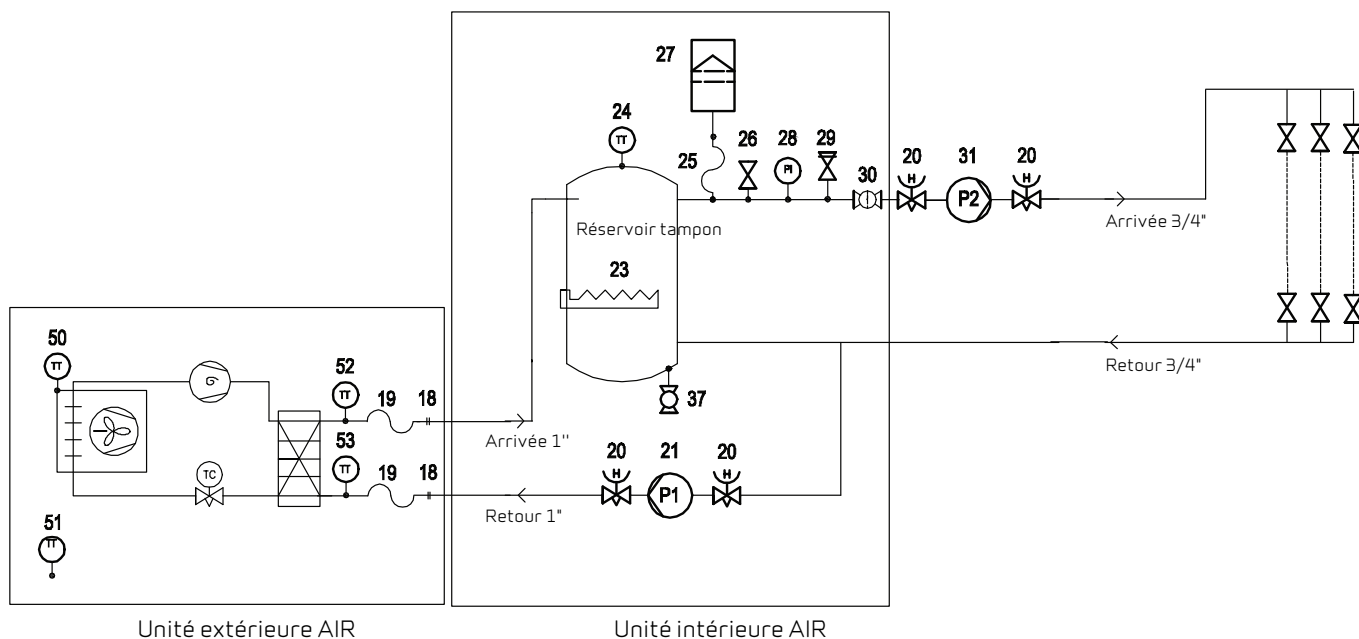 27
24
TT
26
28
29
PI
25
30
20
H
31
P2
20
H
Réservoir tampon
Arrivée 3/4"
23
50
TT
52
TT
19
18
G
Retour 3/4"
37
53
TT
19
18
Arrivée 1"
TC
20
H
21
P1
20
H
Retour 1"
51
TT
Unité extérieure AIR
Unité intérieure AIR